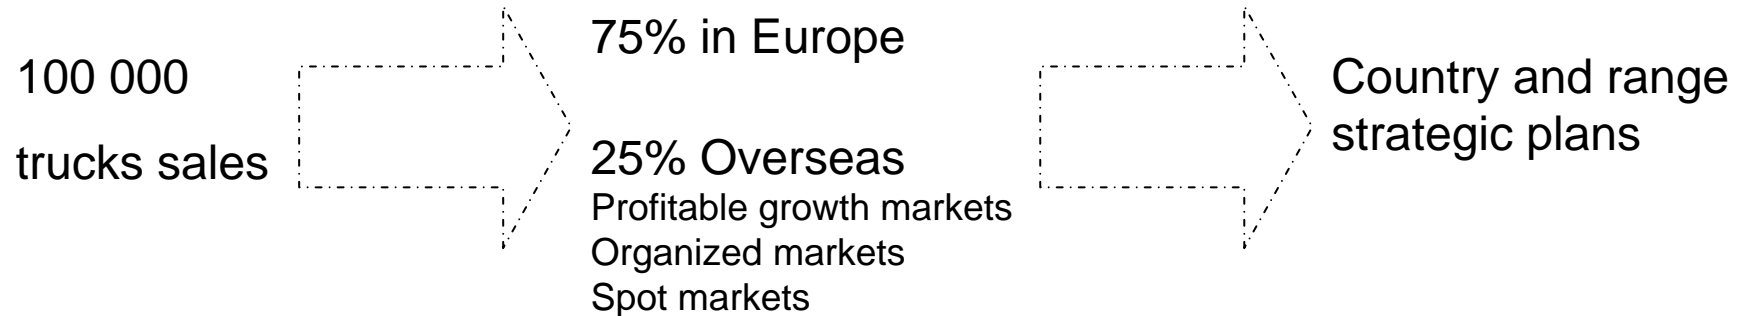 100 000
trucks sales
75% in Europe
25% Overseas
Profitable growth markets
Organized markets
Spot markets
Country and range
strategic plans